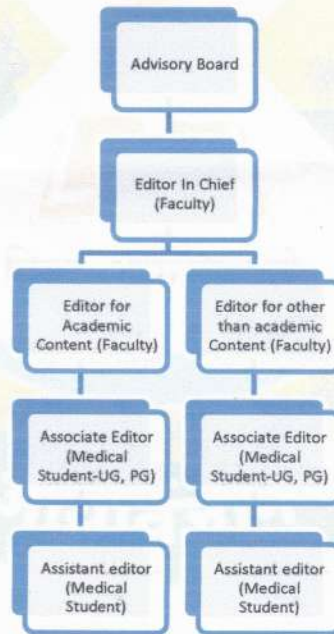 Advisory Board
Editor In Chief
(Faculty)
Editor for
Academic
Content (Faculty)
Editor for other
than academic
Content (Faculty)
Associate Editor
(Medical
Student-UG, PG)
Associate Editor
(Medical
Student-UG, PG)
Assistant editor
(Medical
Student)
Assistant editor
(Medical
Student)